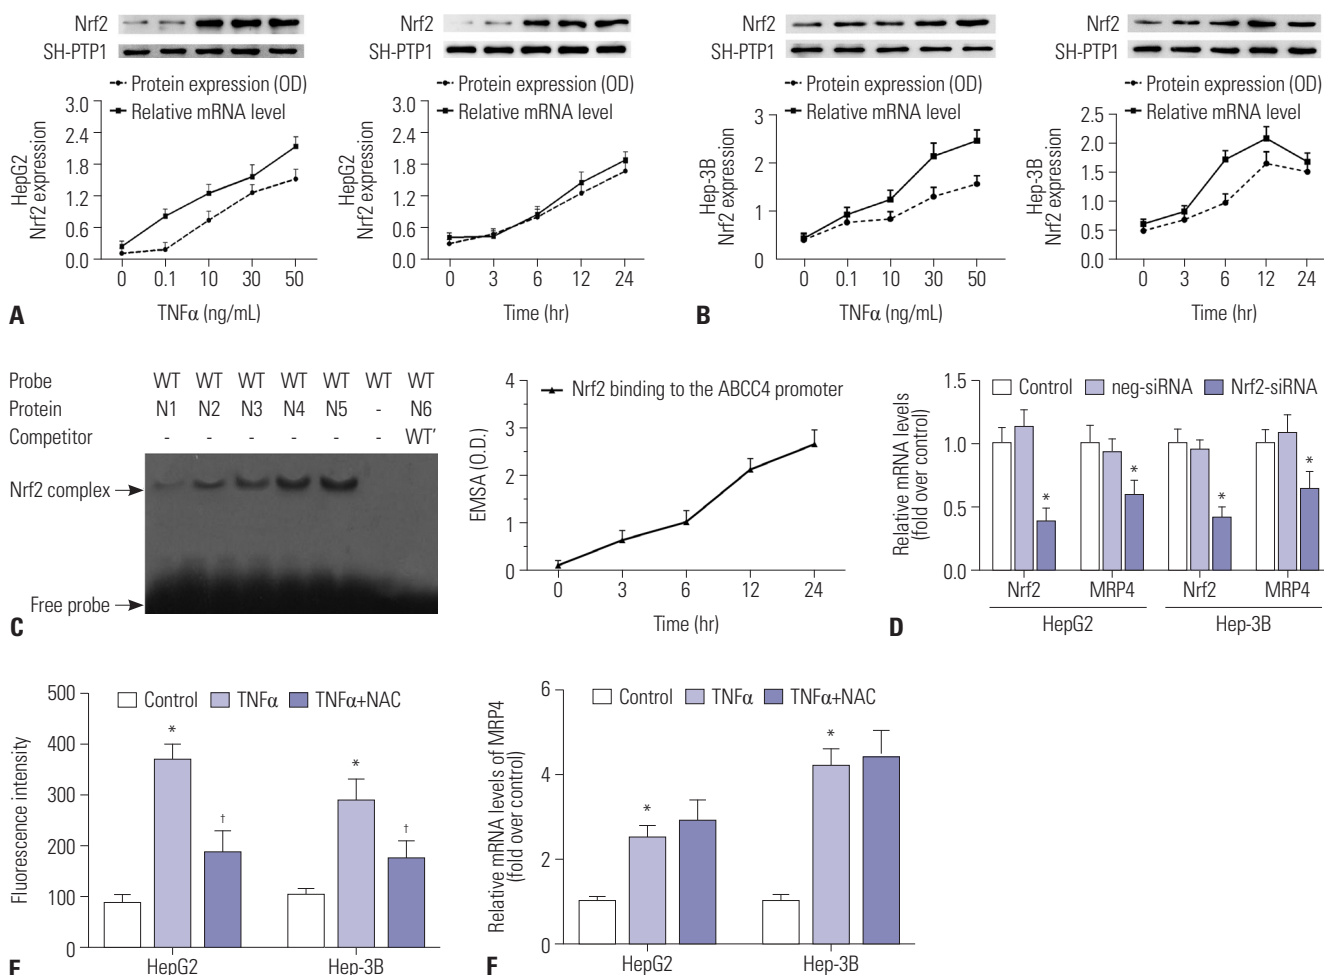 Nrf2
SH-PTP1
Protein expression (OD)
Relative mRNA level
HepG2
Nrf2 expression
3.0
2.4
1.8
1.2
0.6
0.0
0 0.1 10 30 50
TNFα (ng/mL)
A
Nrf2
SH-PTP1
Protein expression (OD)
Relative mRNA level
HepG2
Nrf2 expression
3.0
2.4
1.8
1.2
0.6
0.0
0 3 6 12 24
Time (hr)
Nrf2
SH-PTP1
Protein expression (OD)
Relative mRNA level
Hep-3B
Nrf2 expression
3
2
1
0
0 0.1 10 30 50
TNFα (ng/mL)
B
Nrf2
SH-PTP1
Protein expression (OD)
Relative mRNA level
Hep-3B
Nrf2 expression
2.5
2.0
1.5
1.0
0.5
0.0
0 3 6 12 24
Time (hr)
Probe WT WT WT WT WT WT WT
Protein N1 N2 N3 N4 N5 - N6
Competitor - - - - - - WT'
Nrf2 complex
Free probe
C
Nrf2 binding to the ABCC4 promoter
EMSA (O.D.)
4
3
2
1
0
0 3 6 12 24
Time (hr)
Control neg-siRNA Nrf2-siRNA
Relative mRNA levels
(fold over control)
1.5
1.0
0.5
0.0
* * * *
Nrf2 MRP4 Nrf2 MRP4
HepG2 Hep-3B
D
Control TNFα TNFα+NAC
Fluorescence intensity
500
400
300
200
100
0
* † * †
HepG2 Hep-3B
E
Control TNFα TNFα+NAC
Relative mRNA levels of MRP4
(fold over control)
6
4
2
0
* *
HepG2 Hep-3B
F